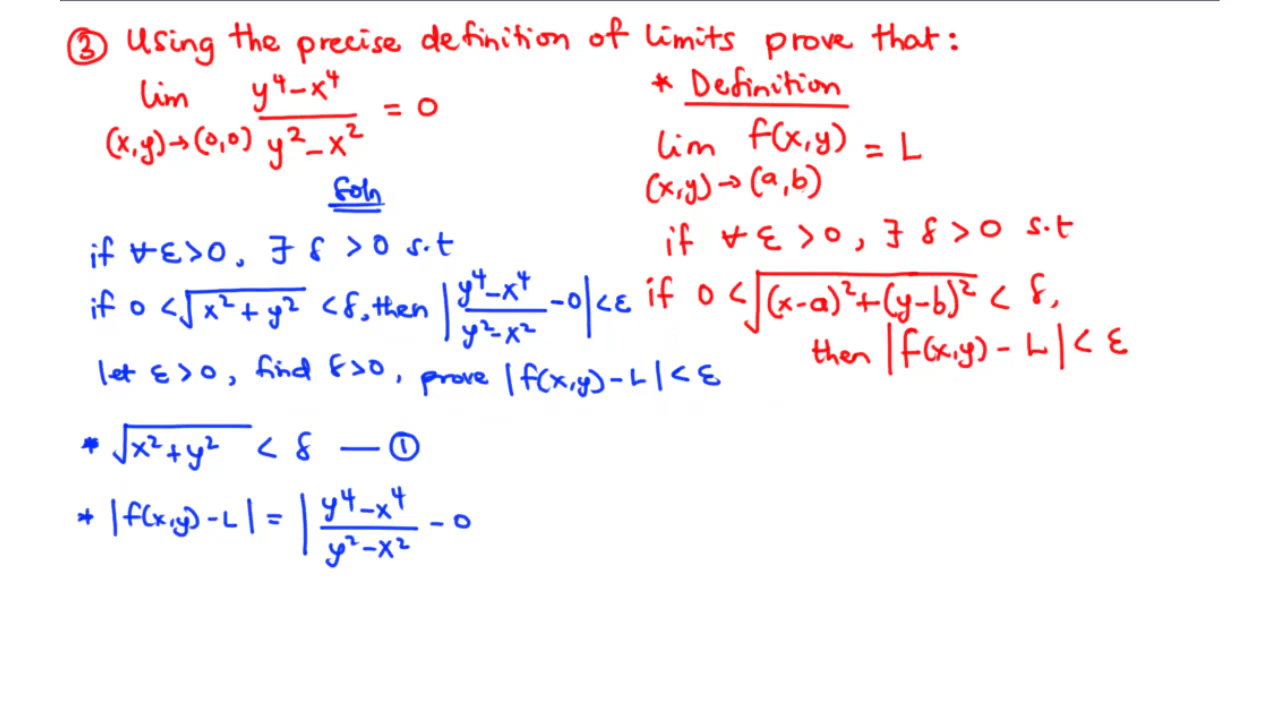 ③ Using the precise definition of limits prove that:
lim (x,y)→(0,0) y⁴-x⁴ / y²-x² = 0
Soln
if ∀ε>0, ∃ δ >0 s.t
if 0 <√x²+y² <δ, then |y⁴-x⁴ / y²-x² -0|<ε
let ε>0, find δ>0, prove |f(x,y)-L|<ε
* √x²+y² < δ — ①
* |f(x,y)-L| = |y⁴-x⁴ / y²-x² - 0
* Definition
lim (x,y)→(a,b) f(x,y) = L
if ∀ ε >0, ∃ δ>0 s.t
if 0 <√(x-a)²+(y-b)² < δ,
then |f(x,y) - L|< ε